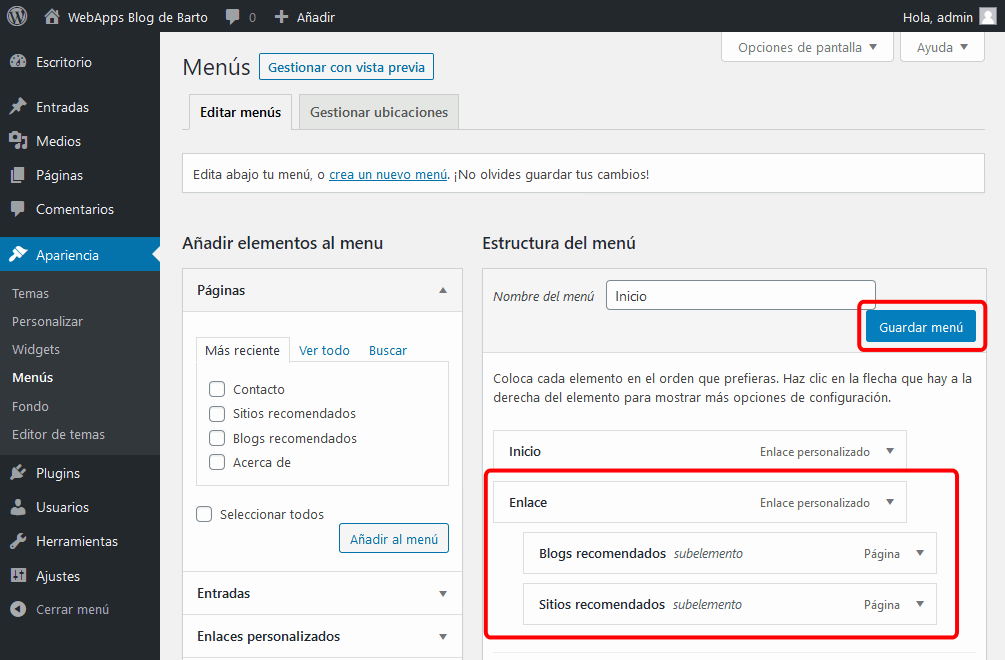 WebApps Blog de Barto 0 Añadir Hola, admin
Escritorio
Entradas
Medios
Páginas
Comentarios
Apariencia
Temas
Personalizar
Widgets
Menús
Fondo
Editor de temas
Plugins
Usuarios
Herramientas
Ajustes
Cerrar menú
Opciones de pantalla Ayuda
Menús Gestionar con vista previa
Editar menús Gestionar ubicaciones
Edita abajo tu menú, o crea un nuevo menú. ¡No olvides guardar tus cambios!
Añadir elementos al menu
Páginas
Más reciente Ver todo Buscar
Contacto
Sitios recomendados
Blogs recomendados
Acerca de
Seleccionar todos
Añadir al menú
Entradas
Enlaces personalizados
Estructura del menú
Nombre del menú Inicio
Guardar menú
Coloca cada elemento en el orden que prefieras. Haz clic en la flecha que hay a la
derecha del elemento para mostrar más opciones de configuración.
Inicio Enlace personalizado
Enlace Enlace personalizado
Blogs recomendados subelemento Página
Sitios recomendados subelemento Página